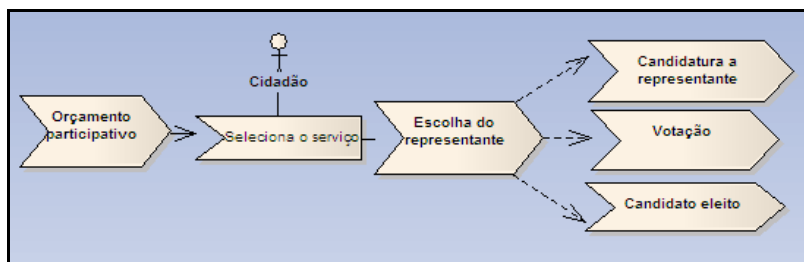 Orçamento
participativo
Cidadão
Seleciona o serviço
Escolha do
representante
Candidatura a
representante
Votação
Candidato eleito